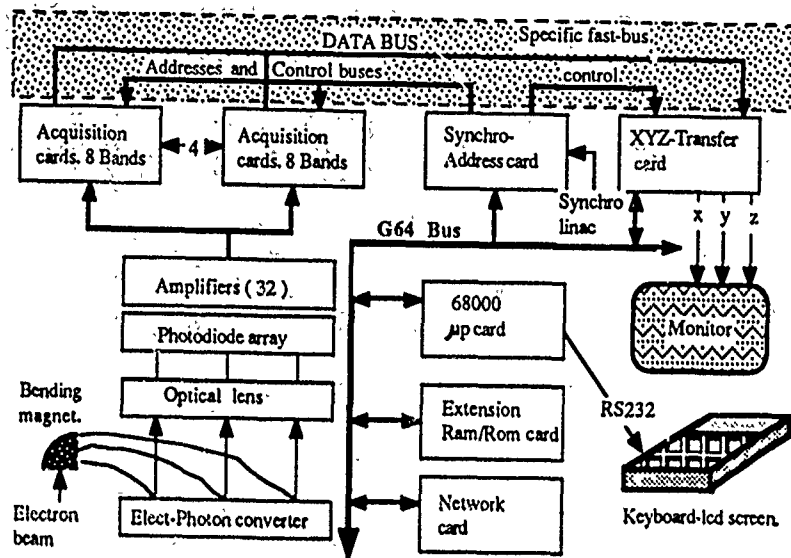 DATA BUS
Specific fast-bus
Addresses and Control buses
control
Acquisition
cards. 8 Bands
4
Acquisition
cards. 8 Bands
Synchro-
Address card
XYZ-Transfer
card
Synchro
linac
x y z
G64 Bus
Amplifiers (32)
Photodiode array
Optical lens
Bending
magnet.
Electron
beam
Elect-Photon converter
68000
µp card
Monitor
Extension
Ram/Rom card
RS232
Network
card
Keyboard-lcd screen.